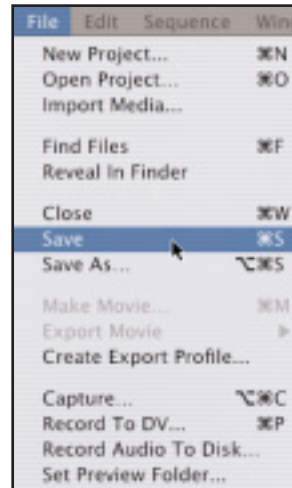 File Edit Sequence Win
New Project... ⌘N
Open Project... ⌘O
Import Media...
Find Files ⌘F
Reveal In Finder
Close ⌘W
Save ⌘S
Save As... ⌥⌘S
Make Movie... ⌘M
Export Movie
Create Export Profile...
Capture... ⌥⌘C
Record To DV... ⌘P
Record Audio To Disk...
Set Preview Folder...